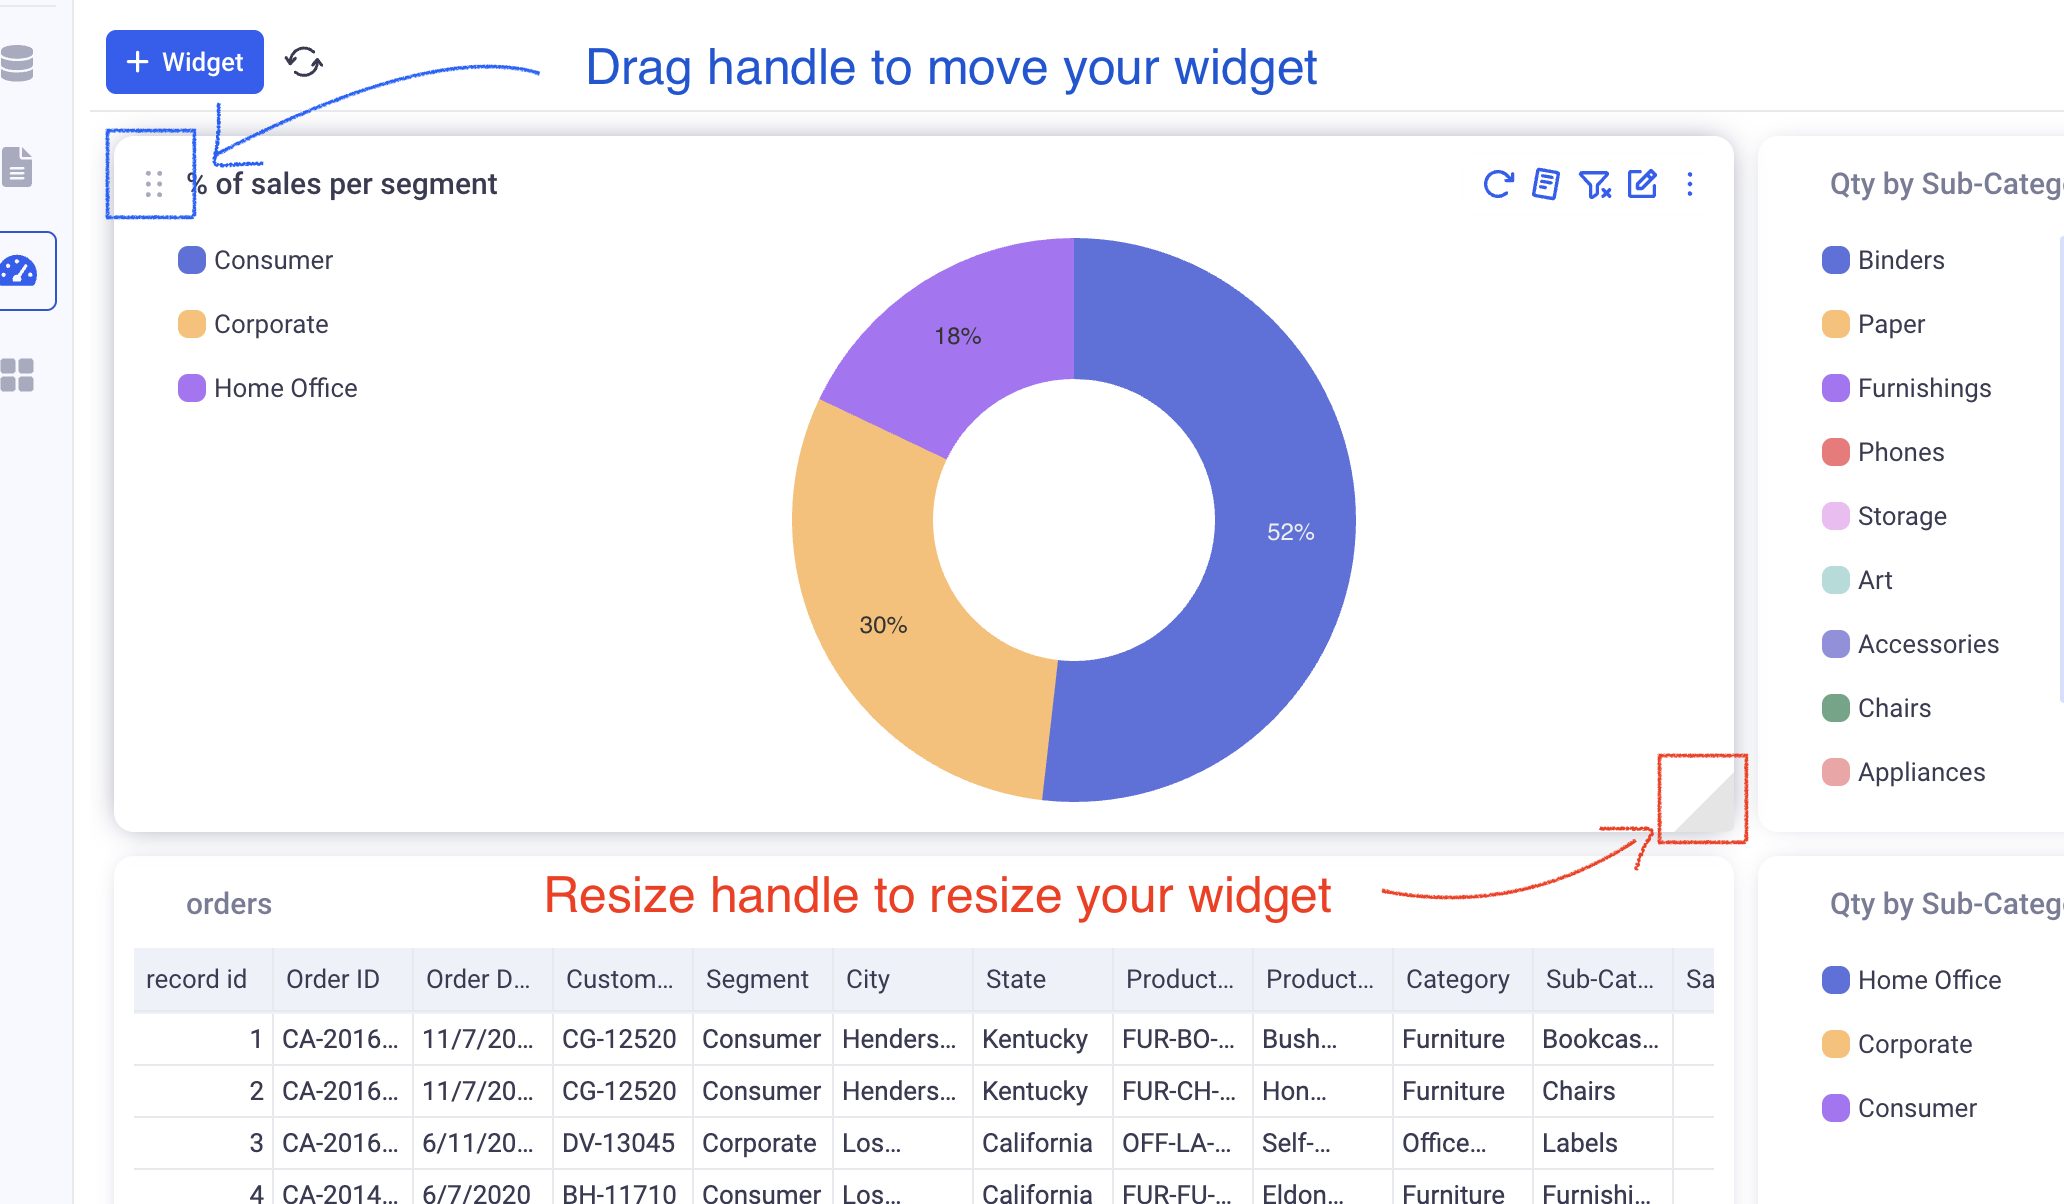 + Widget
Drag handle to move your widget
% of sales per segment
Consumer
Corporate
Home Office
18%
52%
30%
Qty by Sub-Categ
Binders
Paper
Furnishings
Phones
Storage
Art
Accessories
Chairs
Appliances
Resize handle to resize your widget
orders
record id Order ID Order D... Custom... Segment City State Product... Product... Category Sub-Cat... Sa
1 CA-2016... 11/7/20... CG-12520 Consumer Henders... Kentucky FUR-BO-... Bush... Furniture Bookcas...
2 CA-2016... 11/7/20... CG-12520 Consumer Henders... Kentucky FUR-CH-... Hon... Furniture Chairs
3 CA-2016... 6/11/20... DV-13045 Corporate Los... California OFF-LA-... Self-... Office... Labels
4 CA-2014... 6/7/2020 BH-11710 Consumer Los... California FUR-FU-... Eldon... Furniture Furnishi...
Qty by Sub-Categ
Home Office
Corporate
Consumer